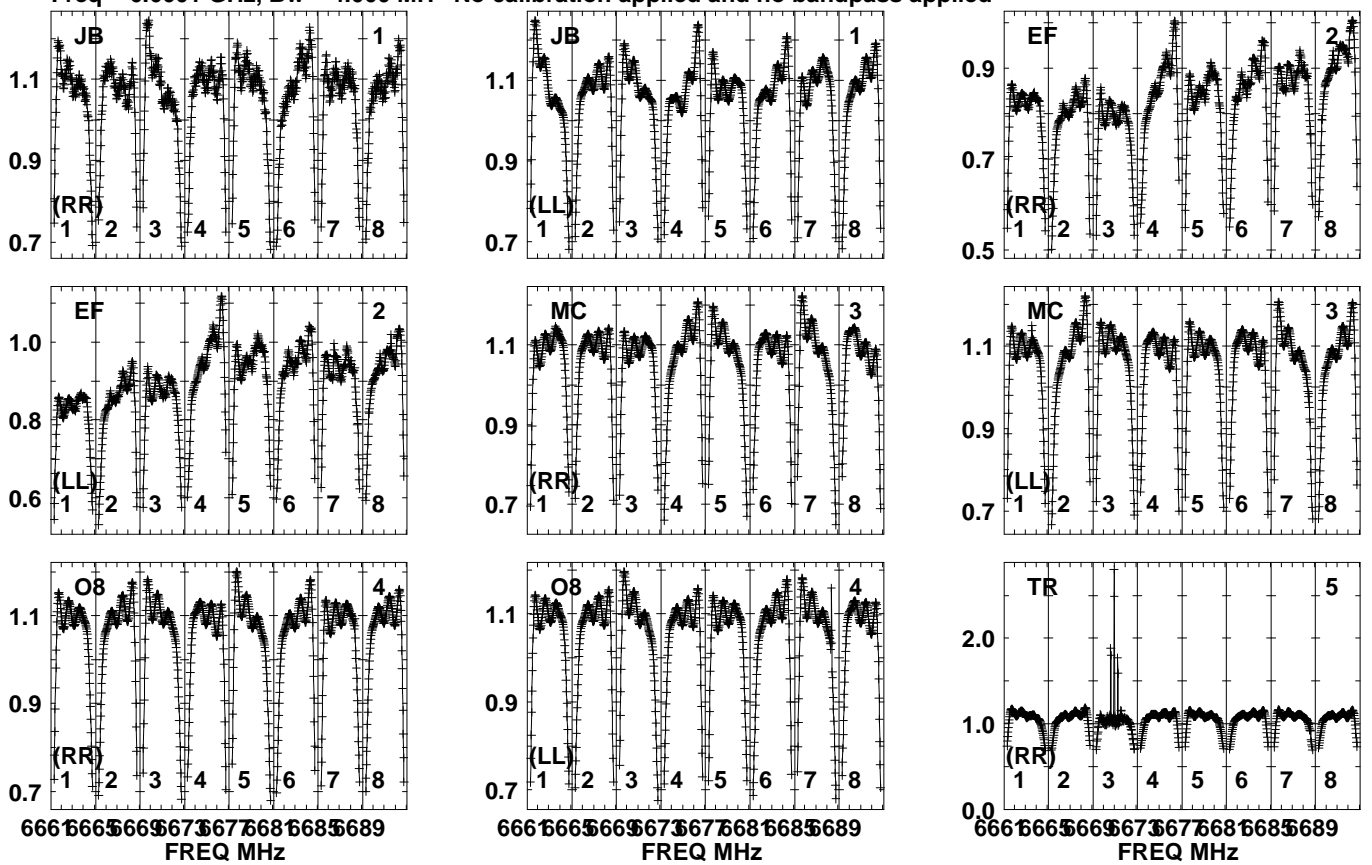 No calibration applied and no bandpass applied
JB 1
1.1
0.9
0.7
(RR)
1 2 3 4 5 6 7 8
JB 1
1.1
0.9
0.7
(LL)
1 2 3 4 5 6 7 8
EF 2
0.9
0.7
0.5
(RR)
1 2 3 4 5 6 7 8
EF 2
1.0
0.8
0.6
(LL)
1 2 3 4 5 6 7 8
MC 3
1.1
0.9
0.7
(RR)
1 2 3 4 5 6 7 8
MC 3
1.1
0.9
0.7
(LL)
1 2 3 4 5 6 7 8
O8 4
1.1
0.9
0.7
(RR)
1 2 3 4 5 6 7 8
6661 6665 6669 6673 6677 6681 6685 6689
FREQ MHz
O8 4
1.1
0.9
0.7
(LL)
1 2 3 4 5 6 7 8
6661 6665 6669 6673 6677 6681 6685 6689
FREQ MHz
TR 5
2.0
1.0
0.0
(RR)
1 2 3 4 5 6 7 8
6661 6665 6669 6673 6677 6681 6685 6689
FREQ MHz